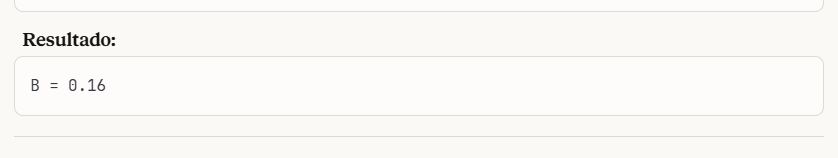 Resultado:
B = 0.16